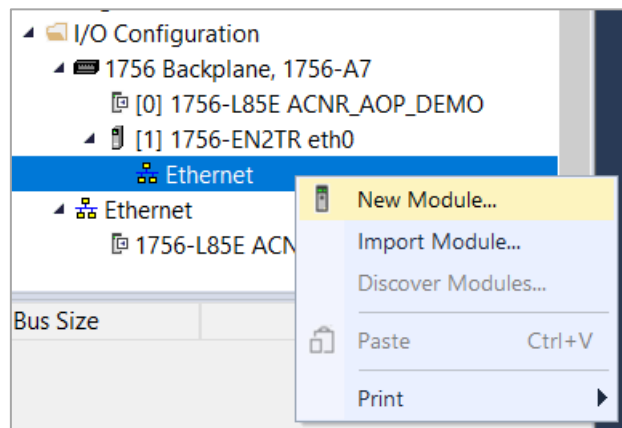 I/O Configuration
1756 Backplane, 1756-A7
[0] 1756-L85E ACNR_AOP_DEMO
[1] 1756-EN2TR eth0
Ethernet
New Module...
Ethernet
Import Module...
1756-L85E ACN
Discover Modules...
Bus Size
Paste Ctrl+V
Print